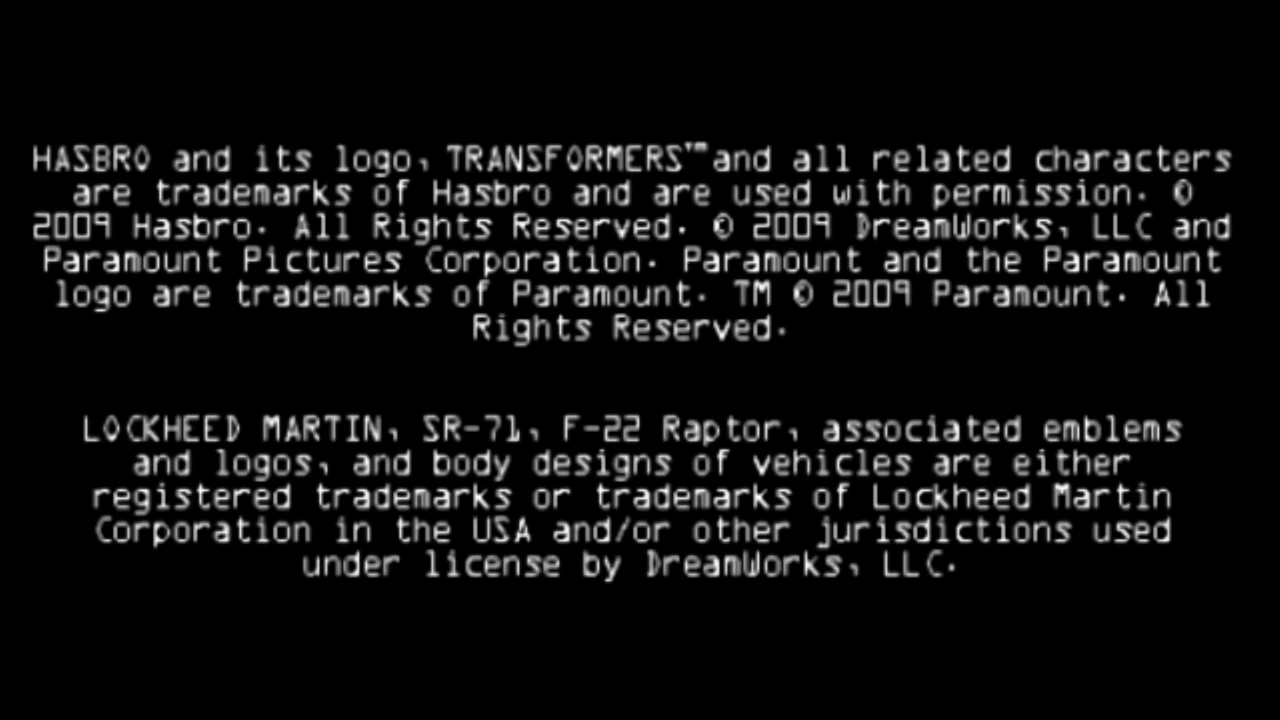 HASBRO and its logo, TRANSFORMERS™ and all related characters
are trademarks of Hasbro and are used with permission. ©
2009 Hasbro. All Rights Reserved. © 2009 DreamWorks, LLC and
Paramount Pictures Corporation. Paramount and the Paramount
logo are trademarks of Paramount. TM © 2009 Paramount. All
Rights Reserved.
LOCKHEED MARTIN, SR-71, F-22 Raptor, associated emblems
and logos, and body designs of vehicles are either
registered trademarks or trademarks of Lockheed Martin
Corporation in the USA and/or other jurisdictions used
under license by DreamWorks, LLC.